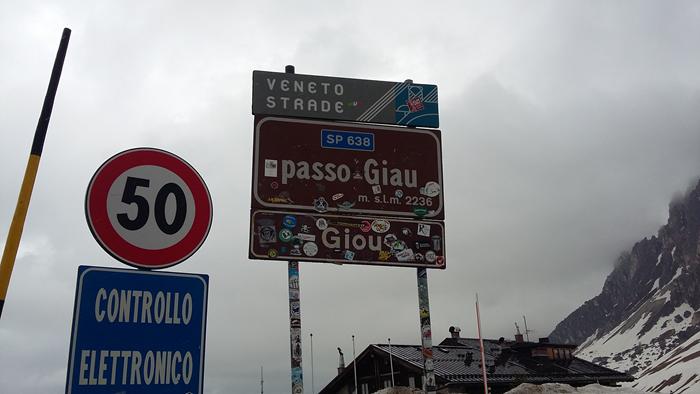 VENETO
STRADE
SP 638
passo Giau
m. s.l.m. 2236
Giou
50
CONTROLLO
ELETTRONICO